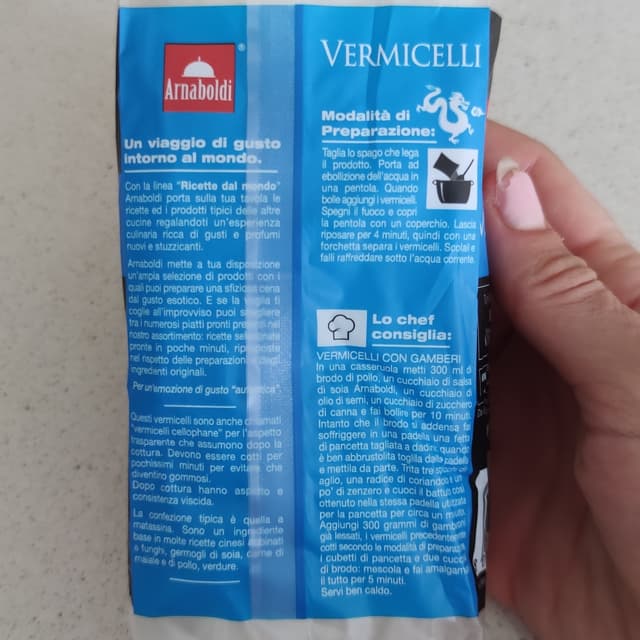 Arnaboldi
®
Un viaggio di gusto
intorno al mondo.
Con la linea "Ricette dal mondo"
Arnaboldi porta sulla tua tavola le
ricette ed i prodotti tipici delle altre
cucine regalandoti un'esperienza
culinaria ricca di gusti e profumi
nuovi e stuzzicanti.
Arnaboldi mette a tua disposizione
un'ampia selezione di prodotti con i
quali puoi preparare una sfiziosa cena
dal gusto esotico. E se la voglia ti
coglie all'improvviso puoi scegliere
tra i numerosi piatti pronti presenti nel
nostro assortimento: ricette selezionate
pronte in poche minuti, riproposte
nel rispetto delle preparazioni e degli
ingredienti originali.
Per un'emozione di gusto "autentica".
Questi vermicelli sono anche chiamati
"vermicelli cellophane" per l'aspetto
trasparente che assumono dopo la
cottura. Devono essere cotti per
pochissimi minuti per evitare che
diventino gommosi.
Dopo cottura hanno aspetto e
consistenza viscida.
La confezione tipica è quella a
matassina. Sono un ingrediente
base in molte ricette cinesi abbinati
a funghi, germogli di soia, carne di
maiale e di pollo, verdure.
VERMICELLI
Modalità di
Preparazione:
Taglia lo spago che lega
il prodotto. Porta ad
ebollizione dell'acqua in
una pentola. Quando
bolle aggiungi i vermicelli.
Spegni il fuoco e copri
la pentola con un coperchio. Lascia
riposare per 4 minuti, quindi con una
forchetta separa i vermicelli. Scolali e
falli raffreddare sotto l'acqua corrente.
Lo chef
consiglia:
VERMICELLI CON GAMBERI
In una casseruola metti 300 ml di
brodo di pollo, un cucchiaio di salsa
di soia Arnaboldi, un cucchiaio di
olio di semi, un cucchiaio di zucchero
di canna e fai bollire per 10 minuti.
Intanto che il brodo si addensa fai
soffriggere in una padella una fetta
di pancetta tagliata a dadini; quando
è ben abbrustolita toglila dalla padella
e mettila da parte. Trita tre spicchi di
aglio, una radice di coriandolo e un
po' di zenzero e cuoci il battuto così
ottenuto nella stessa padella utilizzata
per la pancetta per circa un minuto.
Aggiungi 300 grammi di gamberi
già lessati, i vermicelli precedentemente
cotti secondo le modalità di preparazione,
i cubetti di pancetta e due cucchiai
di brodo: mescola e fai amalgamare
il tutto per 5 minuti.
Servi ben caldo.